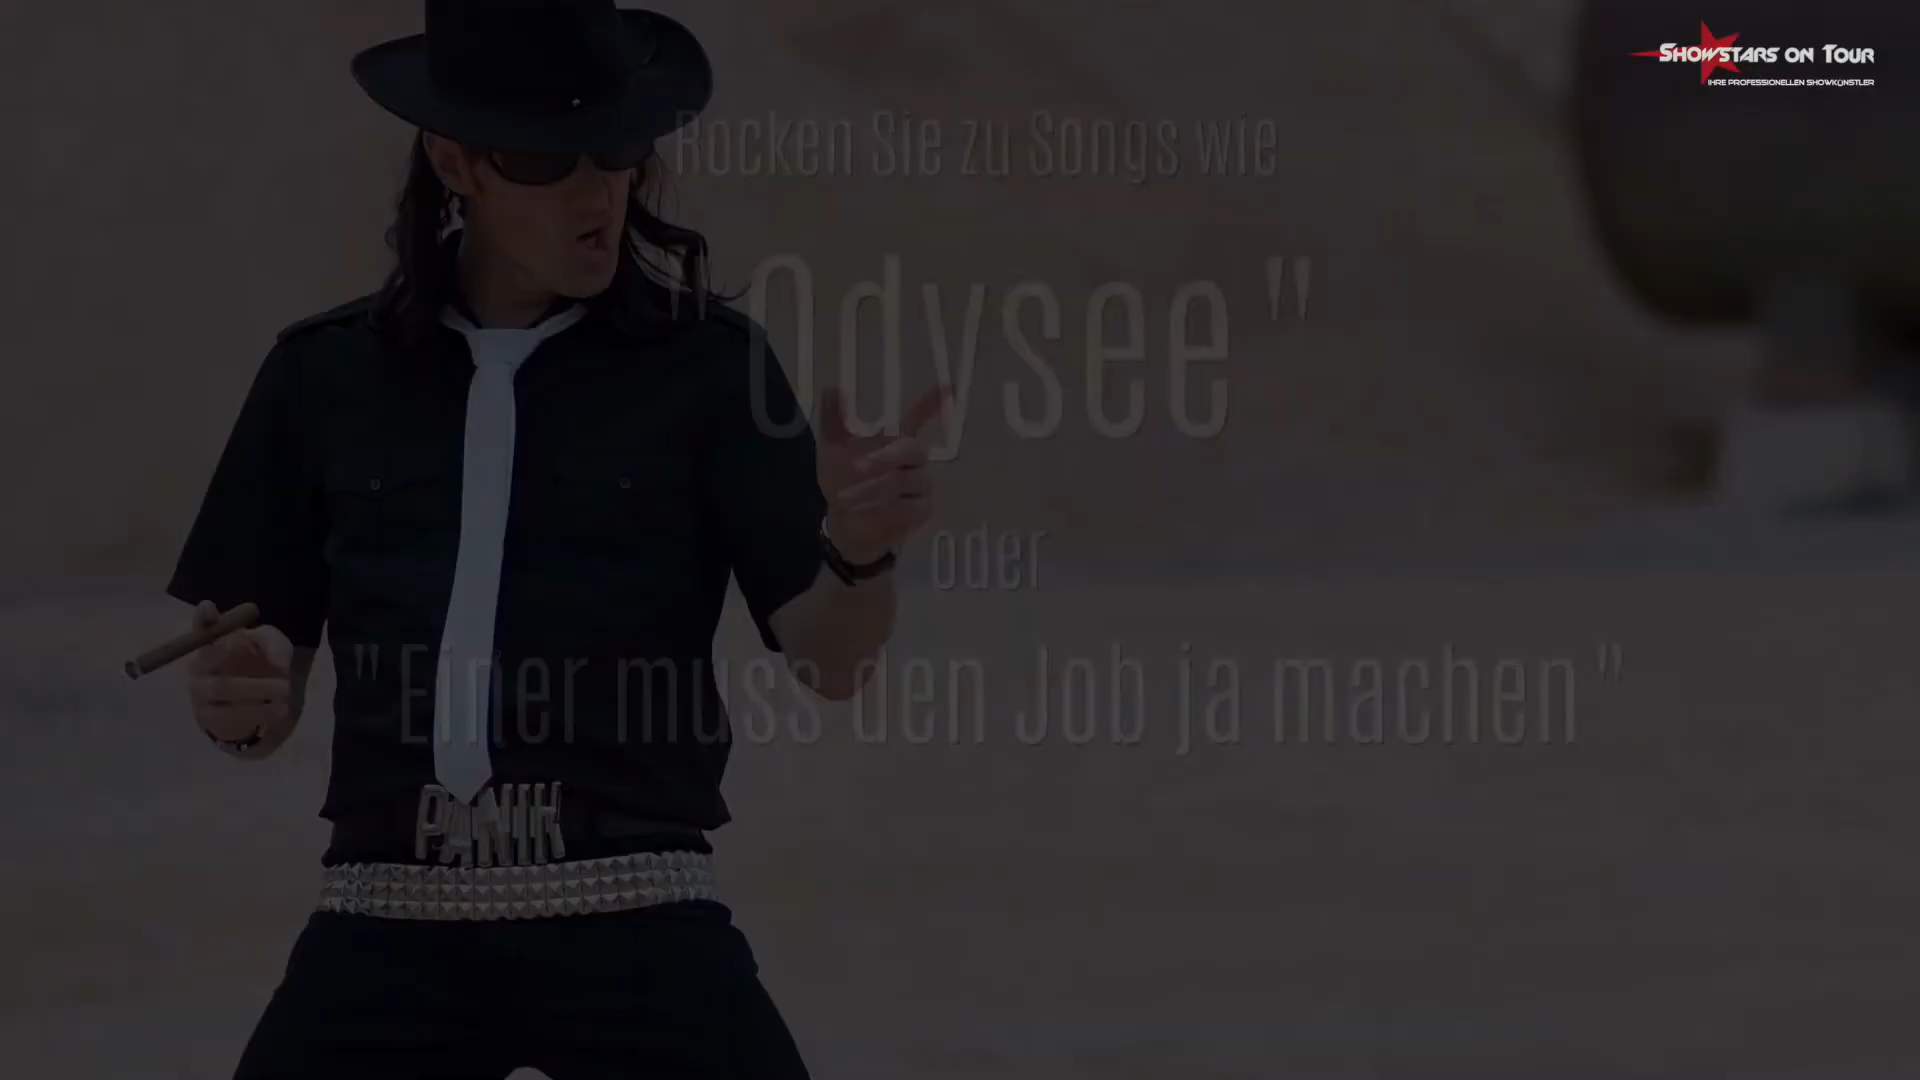 SHOWSTARS ON TOUR
IHRE PROFESSIONELLEN SHOWKÜNSTLER
Rocken Sie zu Songs wie
"Odysee"
oder
"Einer muss den Job ja machen"
PANIK